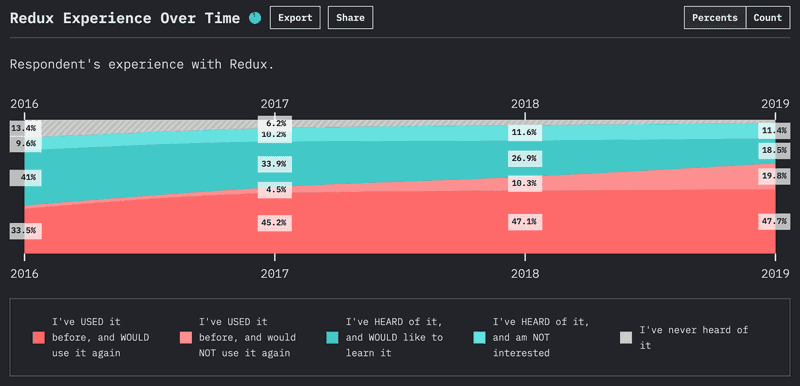 Redux Experience Over Time
Export
Share
Percents
Count
Respondent's experience with Redux.
2016
2017
2018
2019
13.4%
9.6%
41%
33.5%
6.2%
10.2%
33.9%
4.5%
45.2%
11.6%
26.9%
10.3%
47.1%
11.4%
18.5%
19.8%
47.7%
2016
2017
2018
2019
I've USED it
before, and WOULD
use it again
I've USED it
before, and would
NOT use it again
I've HEARD of it,
and WOULD like to
learn it
I've HEARD of it,
and am NOT
interested
I've never heard of
it